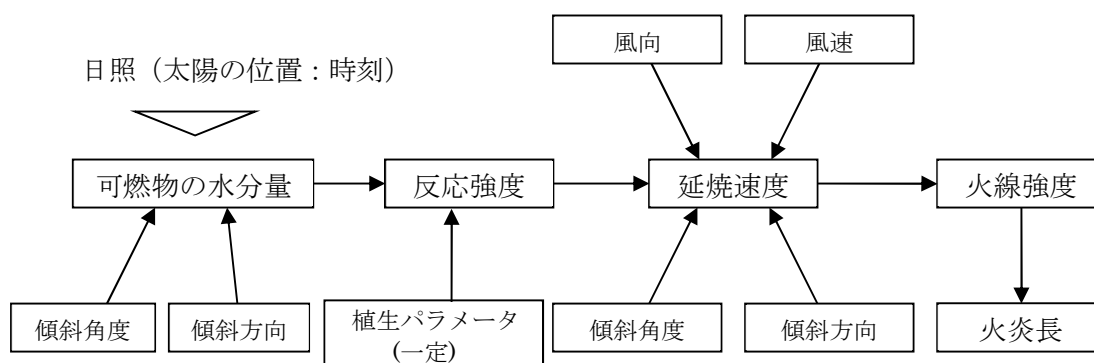 風向
風速
日照（太陽の位置：時刻）
可燃物の水分量
反応強度
延焼速度
火線強度
傾斜角度
傾斜方向
植生パラメータ
(一定)
傾斜角度
傾斜方向
火炎長